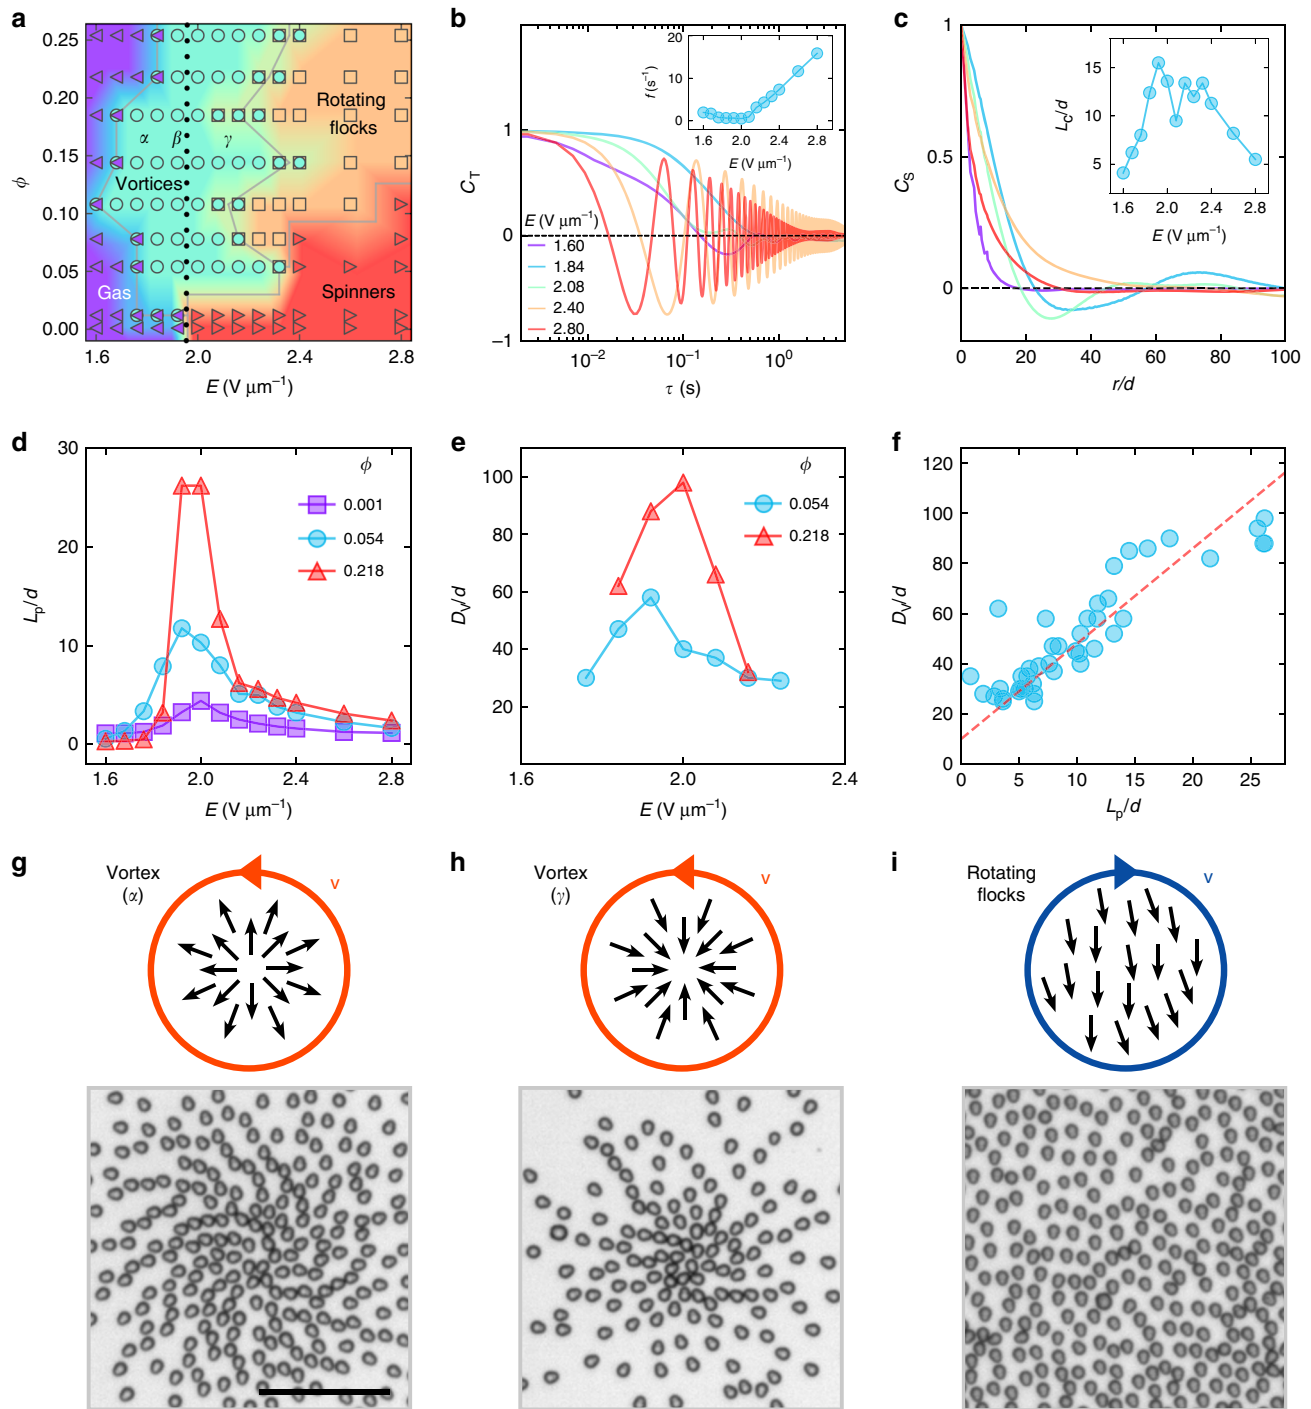 a
0.25
0.20
0.15
0.10
0.05
0.00
ϕ
Rotating
flocks
α β γ
Vortices
Gas
Spinners
1.6 2.0 2.4 2.8
E (V μm⁻¹)
b
20
10
0
f (s⁻¹)
1.6 2.0 2.4 2.8
E (V μm⁻¹)
1
0
−1
C_T
E (V μm⁻¹)
1.60
1.84
2.08
2.40
2.80
10⁻² 10⁻¹ 10⁰
τ (s)
c
1
0.5
0
C_S
15
10
5
L_c/d
1.6 2.0 2.4 2.8
E (V μm⁻¹)
0 20 40 60 80 100
r/d
d
30
20
10
0
L_p/d
ϕ
0.001
0.054
0.218
1.6 2.0 2.4 2.8
E (V μm⁻¹)
e
100
80
60
40
20
D_V/d
ϕ
0.054
0.218
1.6 2.0 2.4
E (V μm⁻¹)
f
120
100
80
60
40
20
0
D_V/d
0 5 10 15 20 25
L_p/d
g
Vortex
(α)
v
h
Vortex
(γ)
v
i
Rotating
flocks
v